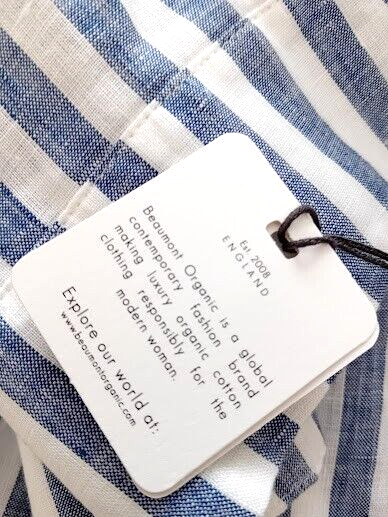 Est. 2008
ENGLAND
Beaumont Organic is a global
contemporary fashion brand
making luxury organic cotton
clothing responsibly for the
modern woman.
Explore our world at:
www.beaumontorganic.com